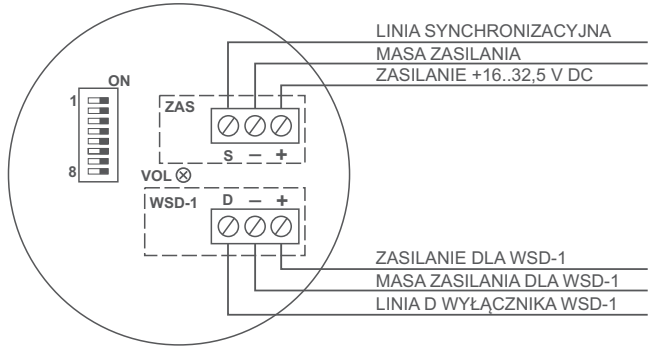 LINIA SYNCHRONIZACYJNA
MASA ZASILANIA
ZASILANIE +16..32,5 V DC
ON
1
8
ZAS
S – +
VOL
WSD-1
D – +
ZASILANIE DLA WSD-1
MASA ZASILANIA DLA WSD-1
LINIA D WYŁĄCZNIKA WSD-1